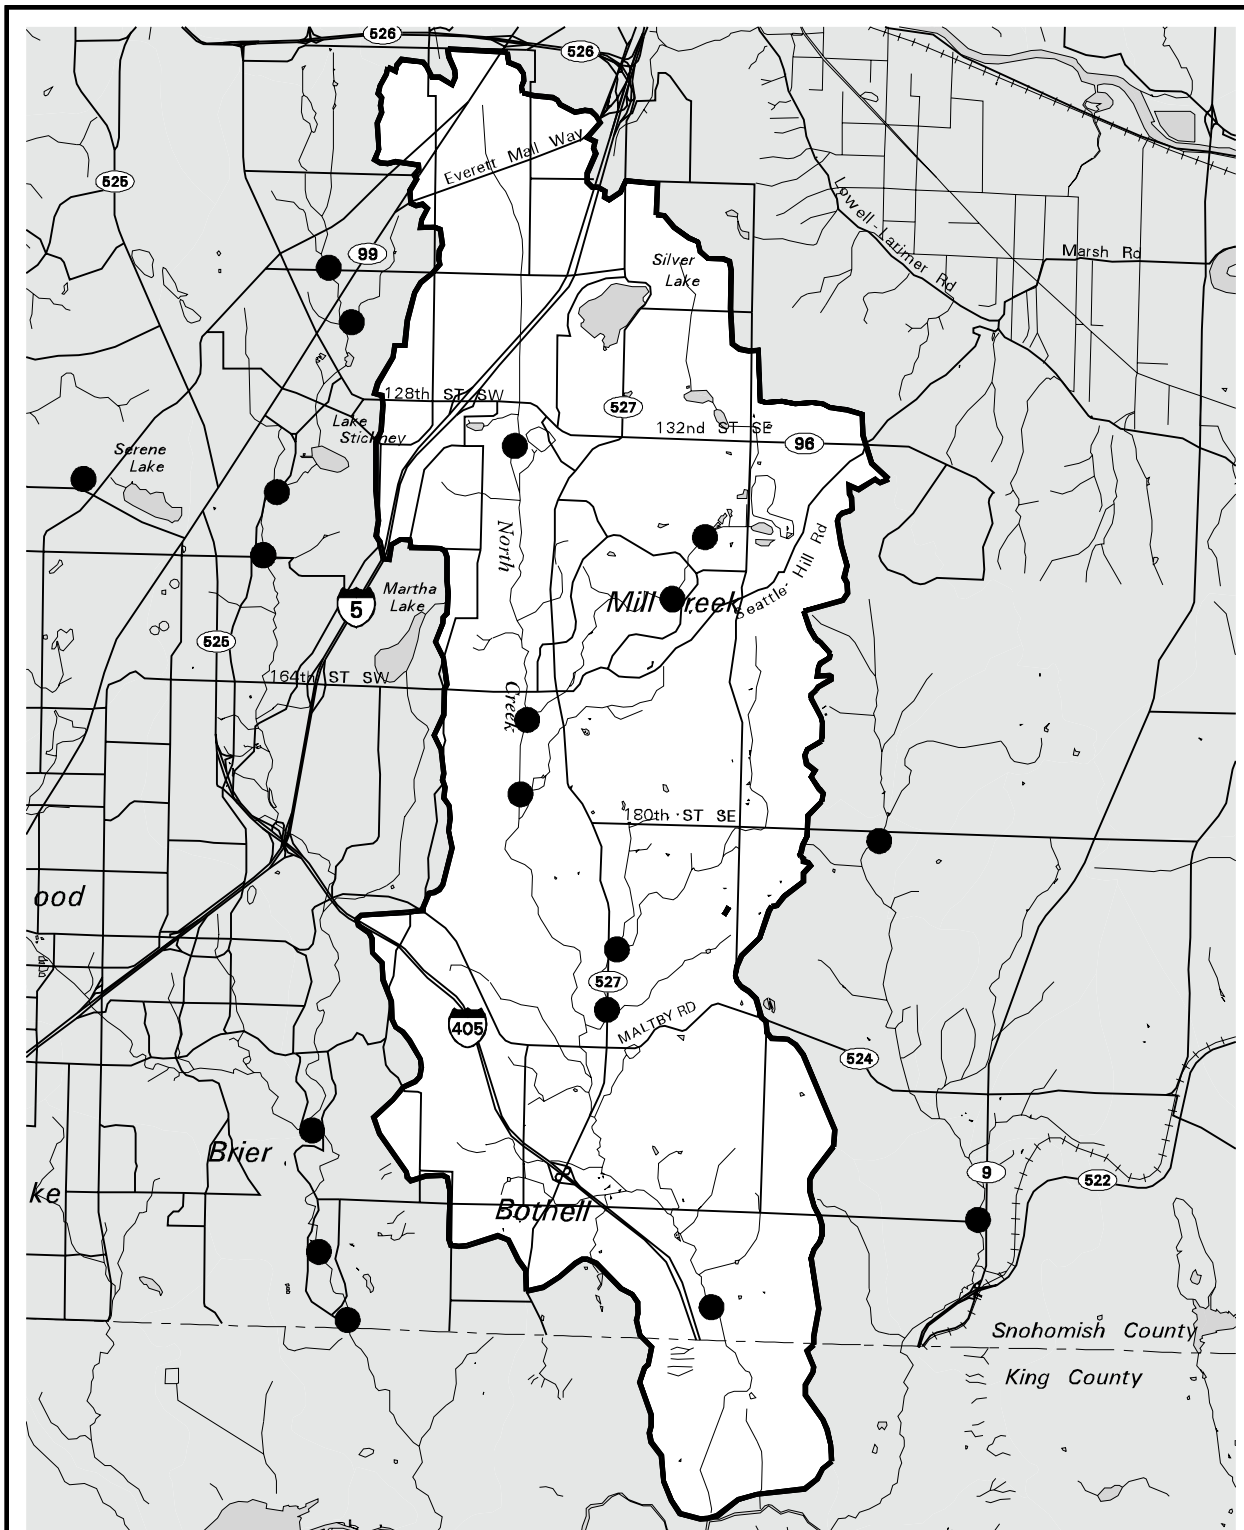 526
526
Everett Mall Way
525
Lowell-Larimer Rd
99
Marsh Rd
Silver
Lake
128th ST SW
527
Lake
Stickney
132nd ST SE
96
Serene
Lake
North
Seattle Hill Rd
Martha
Lake
5
Mill Creek
525
164th ST SW
Creek
180th ST SE
ood
527
MALTBY RD
405
524
Brier
9
522
ke
Bothell
Snohomish County
King County